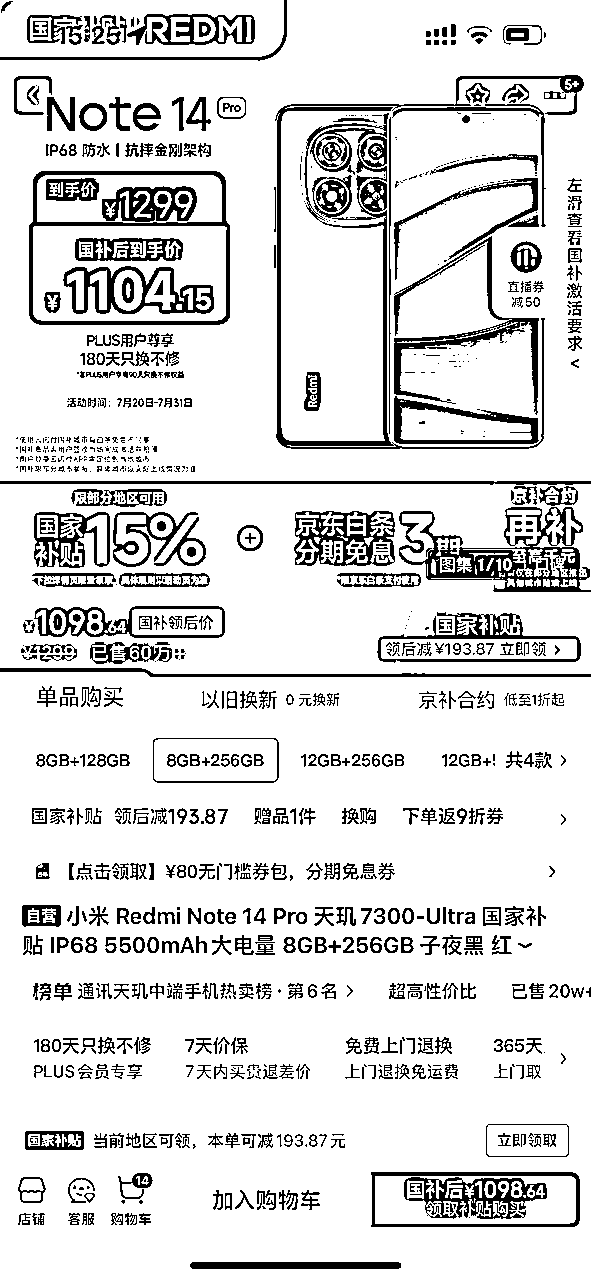 REDMI
5+
Note 14 Pro
IP68 防水 | 抗摔金刚架构
到手价
¥1299
国补后到手价
¥1104.15
PLUS用户尊享
180天只换不修
活动时间：7月20日-7月31日
Redmi
直播券
减50
左滑查看国补激活要求 <
限部分地区可用
国家补贴 15%
京东白条分期免息 3期
京补合约
再补
图集 1/10
¥1098.64 国补领后价
国家补贴
¥1299 已售60万+
领后减¥193.87 立即领 >
单品购买 以旧换新 0元换新 京补合约 低至1折起
8GB+128GB 8GB+256GB 12GB+256GB 12GB+! 共4款 >
国家补贴 领后减193.87 赠品1件 换购 下单返9折券 >
【点击领取】¥80无门槛券包，分期免息券 >
自营 小米 Redmi Note 14 Pro 天玑7300-Ultra 国家补
贴 IP68 5500mAh大电量 8GB+256GB 子夜黑 红
榜单 通讯天玑中端手机热卖榜·第6名 > 超高性价比 已售20w+
180天只换不修 7天价保 免费上门退换 365天
PLUS会员专享 7天内买贵退差价 上门退换免运费 上门取 >
国家补贴 当前地区可领，本单可减193.87元 立即领取
14
店铺 客服 购物车
加入购物车
国补后¥1098.64
领取补贴购买